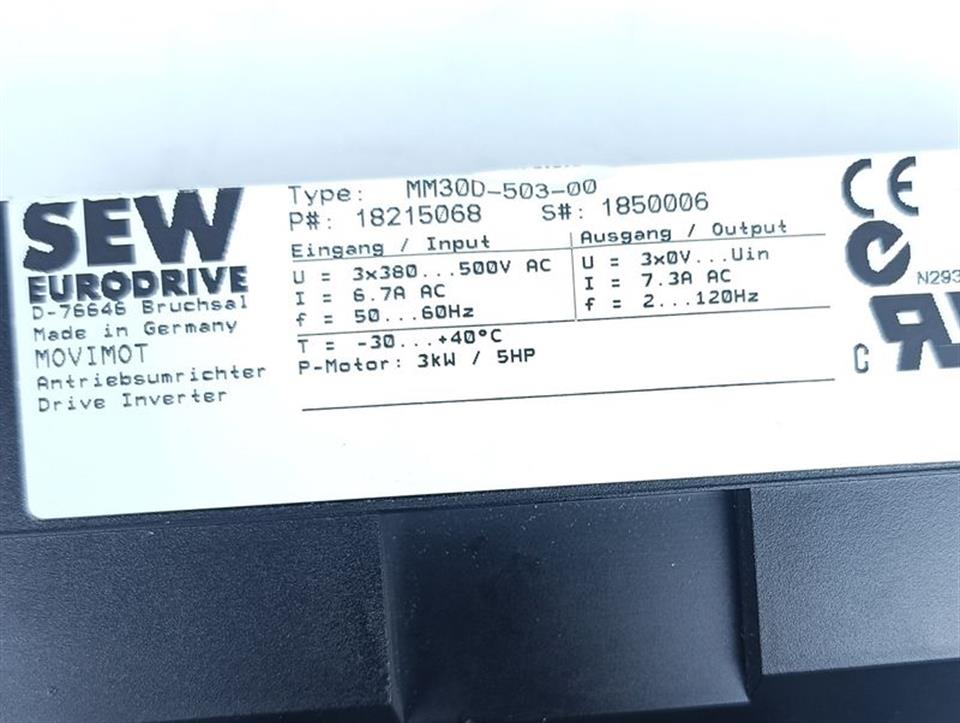 SEW
EURODRIVE
D-76646 Bruchsal
Made in Germany
MOVIMOT
Antriebsumrichter
Drive Inverter
Type: MM30D-503-00
P#: 18215068 S#: 1850006
Eingang / Input
U = 3x380...500V AC
I = 6.7A AC
f = 50...60Hz
Ausgang / Output
U = 3x0V...Uin
I = 7.3A AC
f = 2...120Hz
T = -30...+40°C
P-Motor: 3kW / 5HP
CE
N293
C